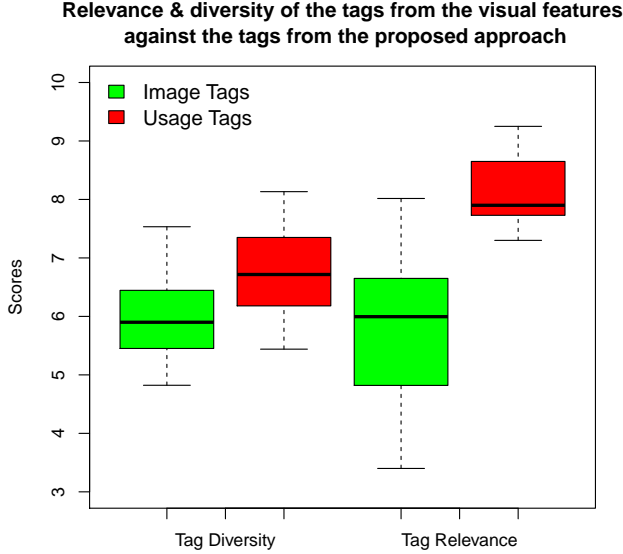 Relevance & diversity of the tags from the visual features
against the tags from the proposed approach
Image Tags
Usage Tags
Scores
10
9
8
7
6
5
4
3
Tag Diversity
Tag Relevance